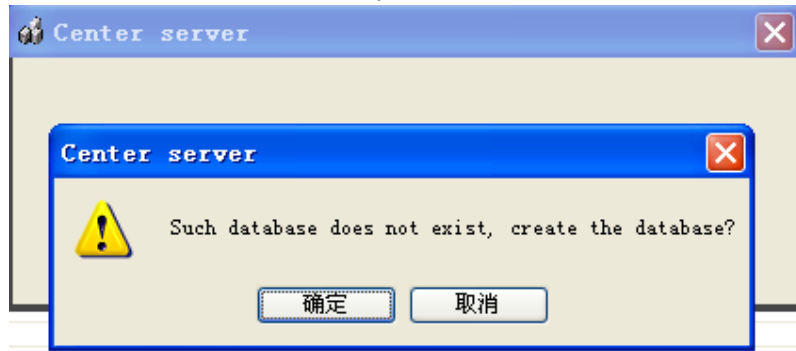 Center server
Center server
Such database does not exist, create the database?
确定 取消